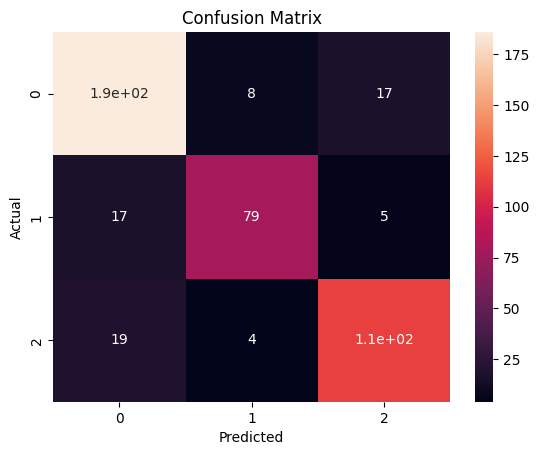 Confusion Matrix
0 1.9e+02 8 17
1 17 79 5
2 19 4 1.1e+02
0 1 2
Actual
Predicted
175
150
125
100
75
50
25